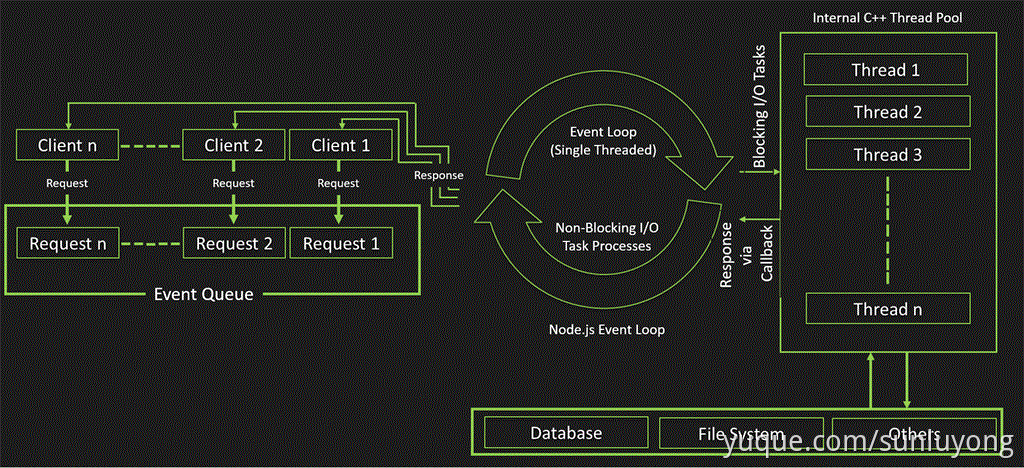 Internal C++ Thread Pool
Client n
Client 2
Client 1
Request
Request
Request
Response
Request n
Request 2
Request 1
Event Queue
Event Loop
(Single Threaded)
Non-Blocking I/O
Task Processes
Node.js Event Loop
Blocking I/O Tasks
Response
via
Callback
Thread 1
Thread 2
Thread 3
Thread n
Database
File System
Others
yuque.com/sunluyong